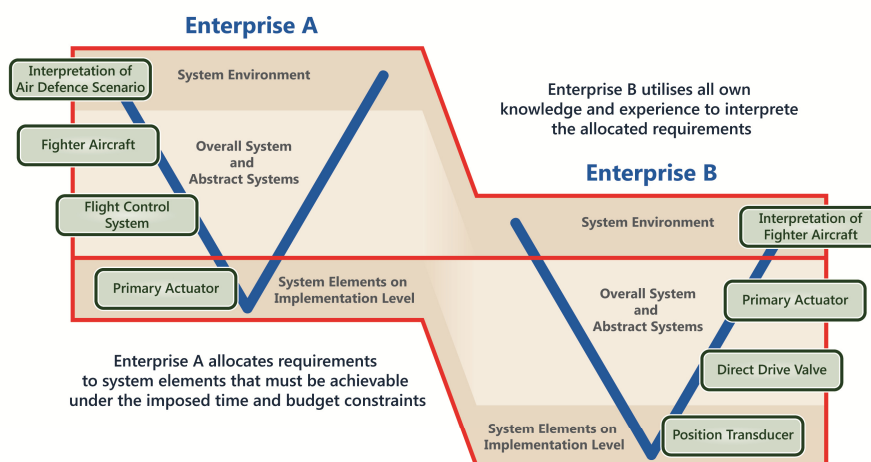 Enterprise A
Interpretation of
Air Defence Scenario
System Environment
Fighter Aircraft
Overall System
and
Abstract Systems
Flight Control
System
Primary Actuator
System Elements on
Implementation Level
Enterprise A allocates requirements
to system elements that must be achievable
under the imposed time and budget constraints
Enterprise B utilises all own
knowledge and experience to interprete
the allocated requirements
Enterprise B
System Environment
Interpretation of
Fighter Aircraft
Overall System
and
Abstract Systems
Primary Actuator
Direct Drive Valve
System Elements on
Implementation Level
Position Transducer